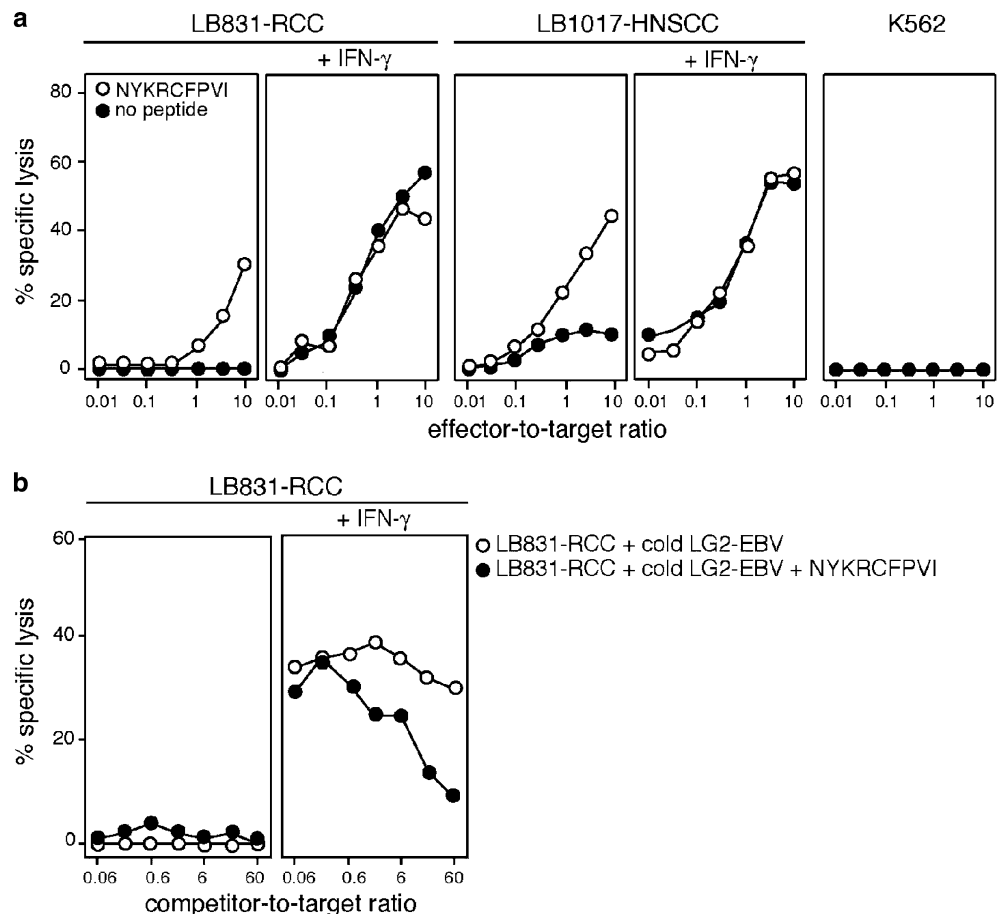 a
LB831-RCC
LB1017-HNSCC
K562
+ IFN-γ
+ IFN-γ
% specific lysis
80
60
40
20
0
NYKRCFPVI
no peptide
0.01 0.1 1 10
0.01 0.1 1 10
0.01 0.1 1 10
0.01 0.1 1 10
0.01 0.1 1 10
effector-to-target ratio
b
LB831-RCC
+ IFN-γ
LB831-RCC + cold LG2-EBV
LB831-RCC + cold LG2-EBV + NYKRCFPVI
% specific lysis
60
40
20
0
0.06 0.6 6 60
0.06 0.6 6 60
competitor-to-target ratio